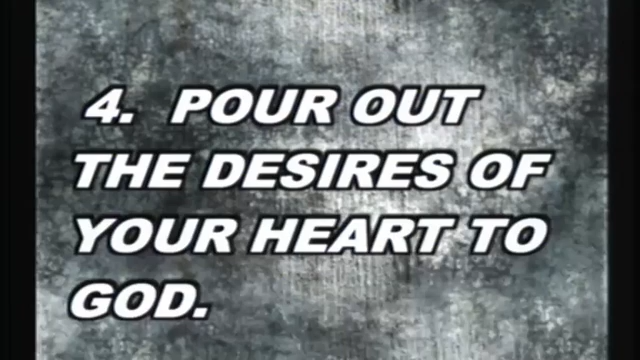 4. POUR OUT
THE DESIRES OF
YOUR HEART TO
GOD.